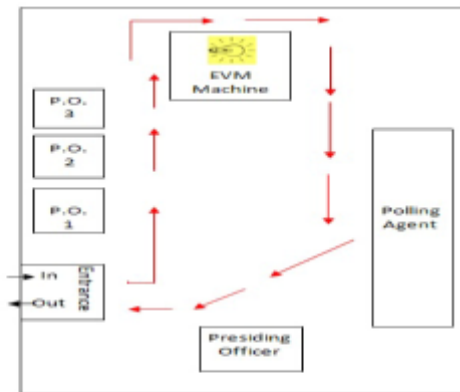 EVM
Machine
P.O.
3
P.O.
2
P.O.
1
Polling
Agent
In
Entrance
Out
Presiding
Officer